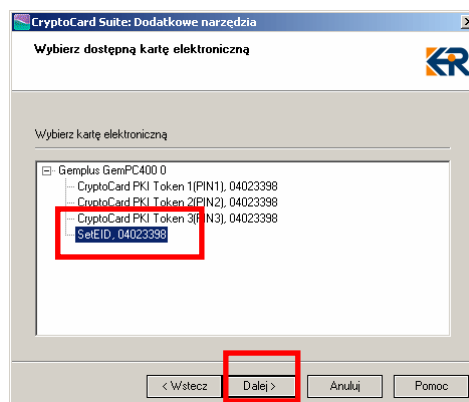 CryptoCard Suite: Dodatkowe narzędzia
Wybierz dostępną kartę elektroniczną
KIR
Wybierz kartę elektroniczną
Gemplus GemPC400 0
CryptoCard PKI Token 1(PIN1), 04023398
CryptoCard PKI Token 2(PIN2), 04023398
CryptoCard PKI Token 3(PIN3), 04023398
SetEID, 04023398
< Wstecz Dalej > Anuluj Pomoc